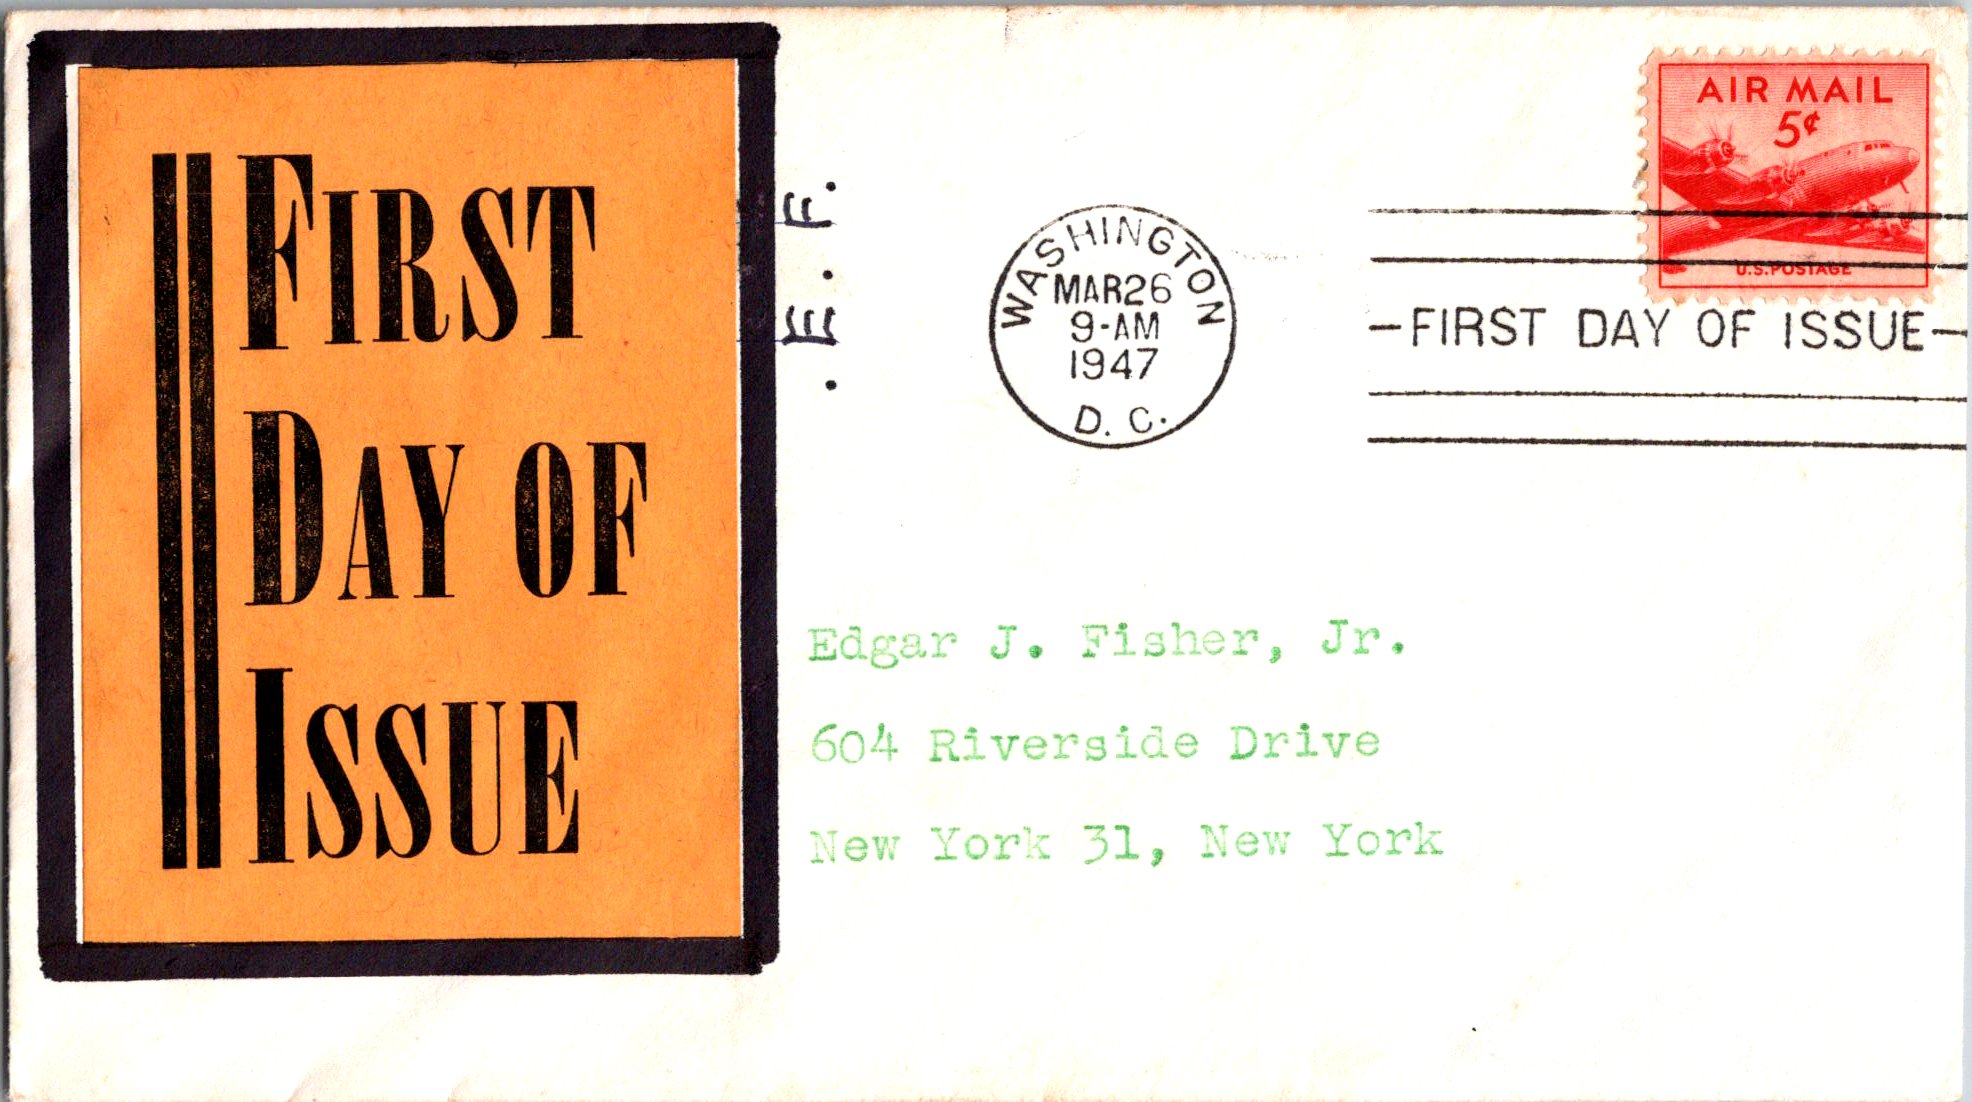 FIRST
DAY OF
ISSUE
.E.F.
WASHINGTON
MAR26
9-AM
1947
D. C.
AIR MAIL
5¢
U.S.POSTAGE
-FIRST DAY OF ISSUE-
Edgar J. Fisher, Jr.
604 Riverside Drive
New York 31, New York